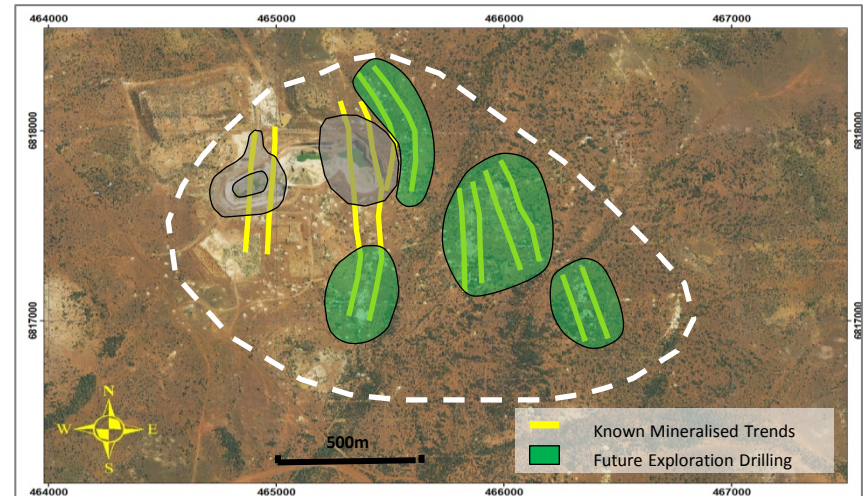 464000 465000 466000 467000
6818000 6818000
6817000 6817000
N
W E
S
500m
Known Mineralised Trends
Future Exploration Drilling
464000 465000 466000 467000